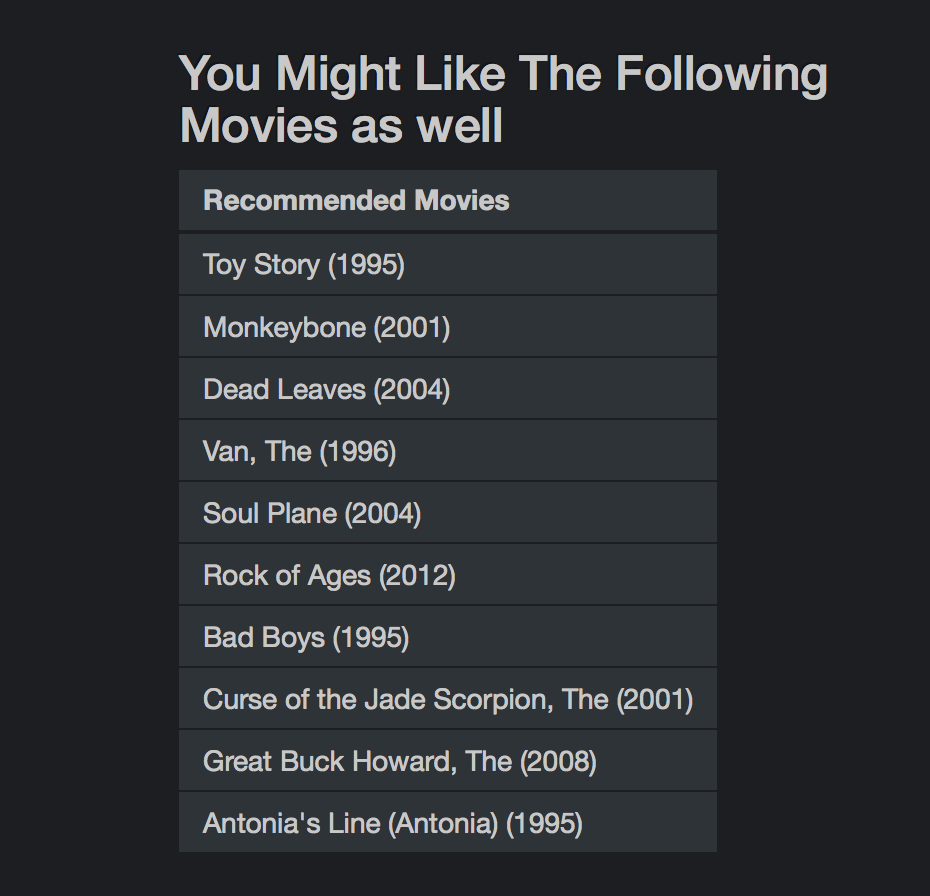 You Might Like The Following
Movies as well
Recommended Movies
Toy Story (1995)
Monkeybone (2001)
Dead Leaves (2004)
Van, The (1996)
Soul Plane (2004)
Rock of Ages (2012)
Bad Boys (1995)
Curse of the Jade Scorpion, The (2001)
Great Buck Howard, The (2008)
Antonia's Line (Antonia) (1995)